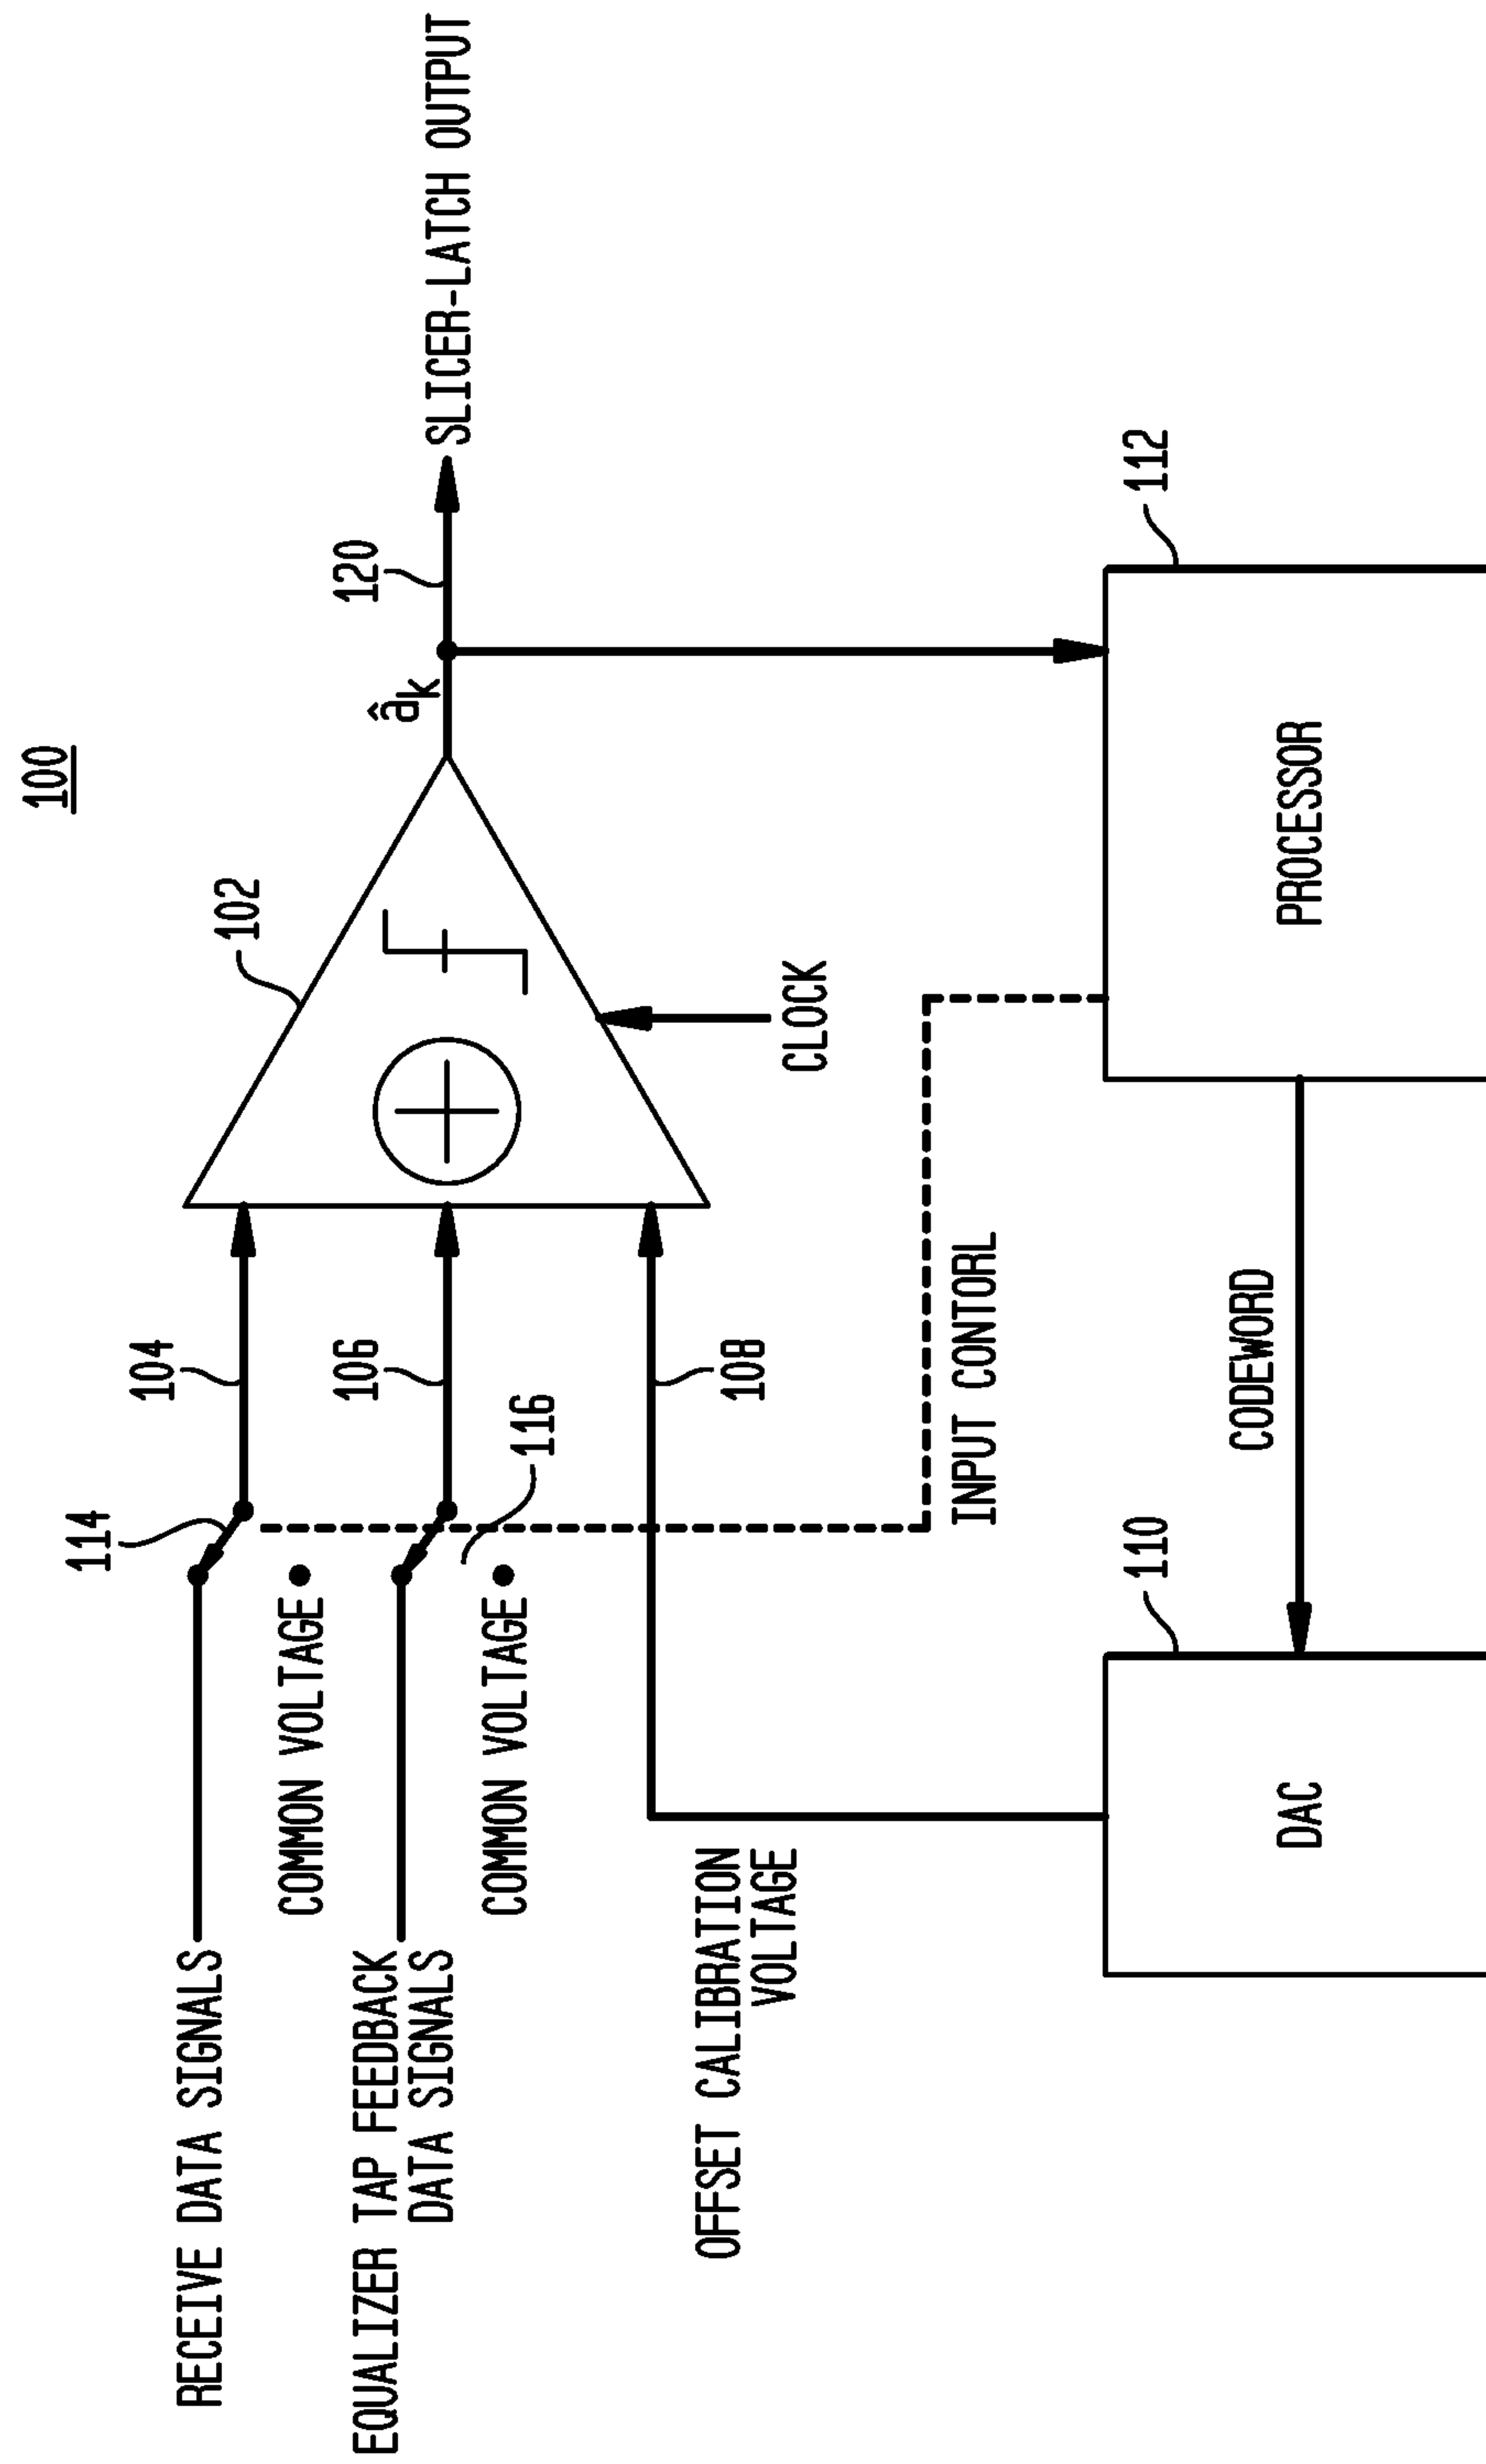 100
102
âk
120
SLICER-LATCH OUTPUT
114
104
RECEIVE DATA SIGNALS
COMMON VOLTAGE
106
EQUALIZER TAP FEEDBACK
DATA SIGNALS
116
COMMON VOLTAGE
108
OFFSET CALIBRATION
VOLTAGE
CLOCK
INPUT CONTORL
110
112
DAC
CODEWORD
PROCESSOR